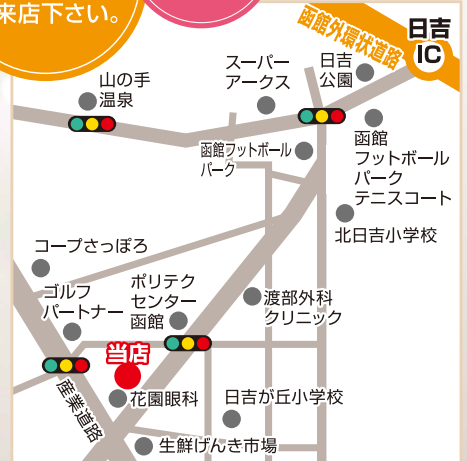 来店下さい。
函館外環状道路
日吉
IC
スーパー
アークス
日吉
公園
山の手
温泉
函館フットボール
パーク
函館
フットボール
パーク
テニスコート
北日吉小学校
コープさっぽろ
ゴルフ
パートナー
ポリテク
センター
函館
渡部外科
クリニック
当店
産業道路
花園眼科
日吉が丘小学校
生鮮げんき市場